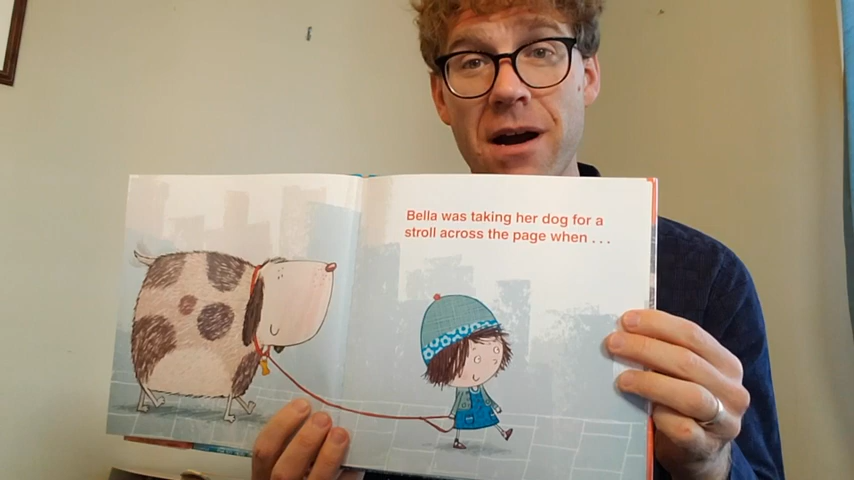 Bella was taking her dog for a
stroll across the page when . . .